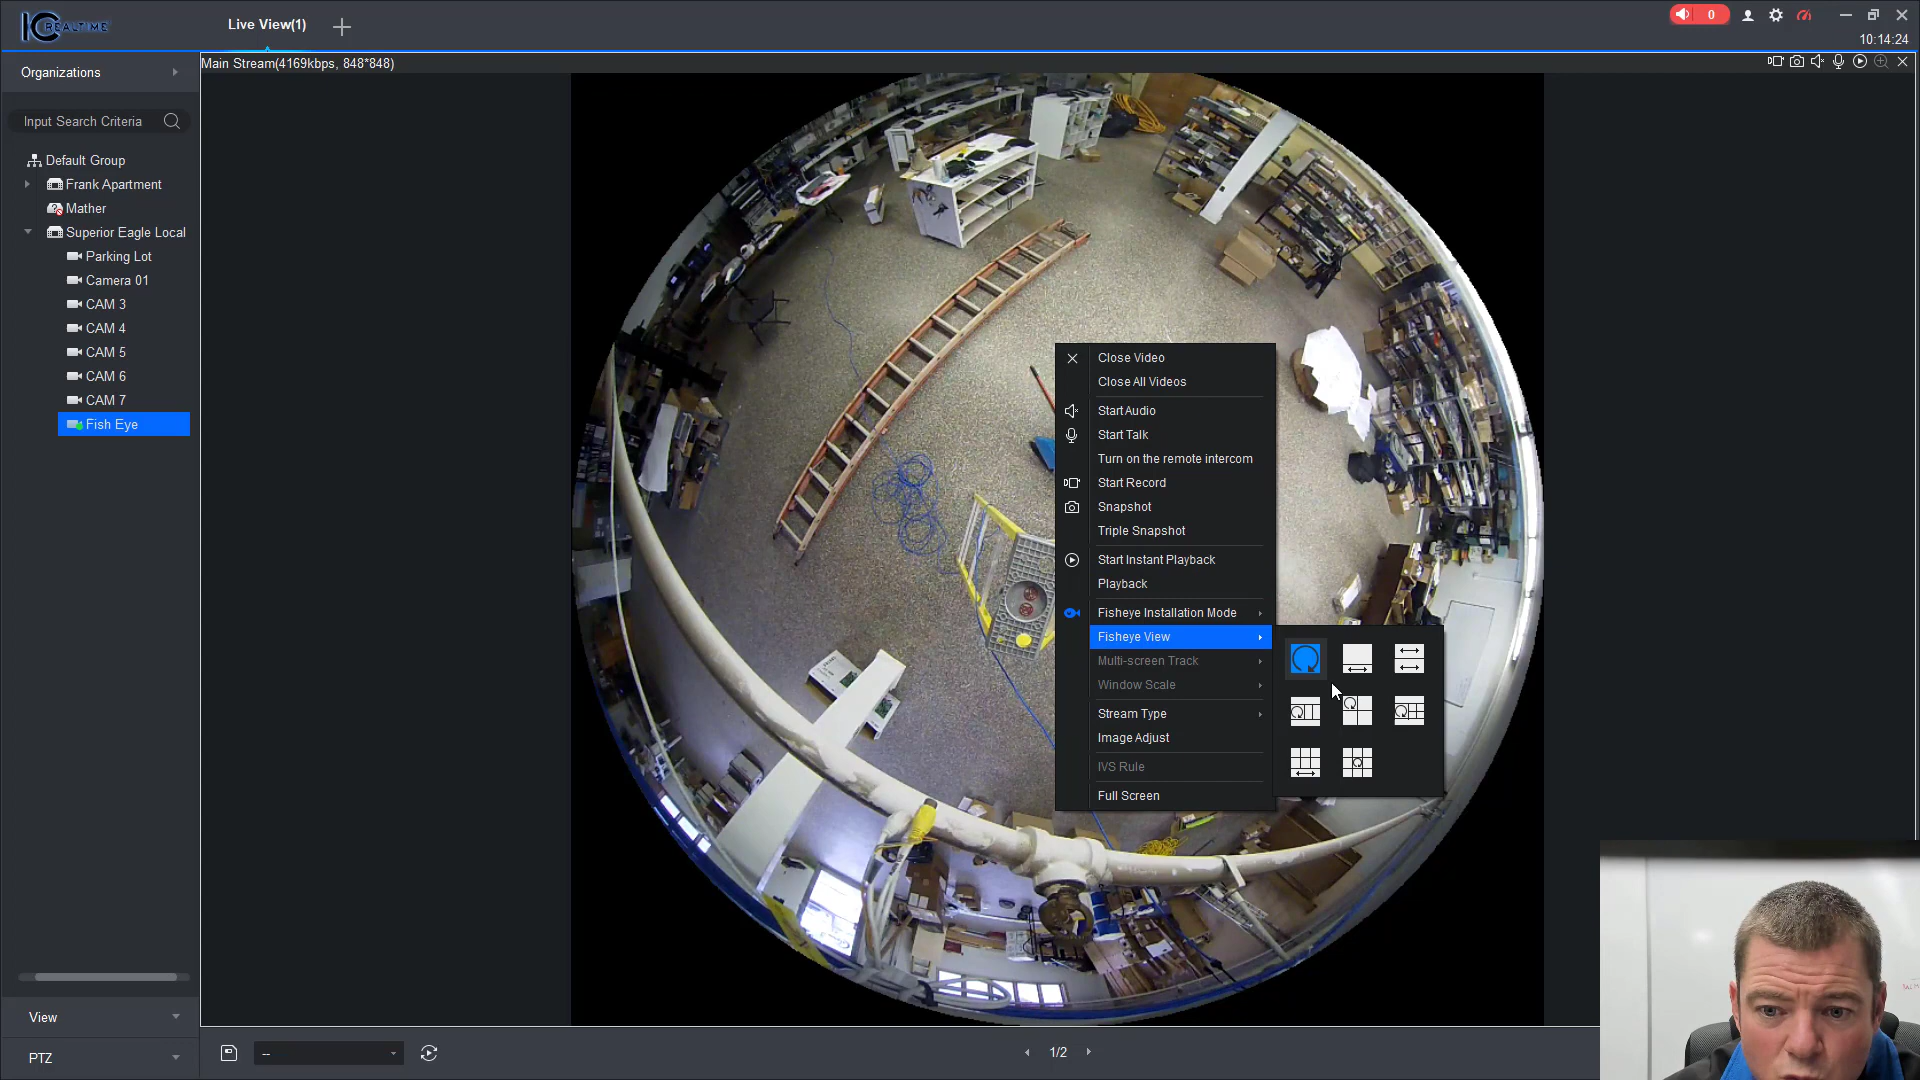 IC REALTIME
Live View(1)
0
10:14:24
Organizations
Main Stream(4169kbps, 848*848)
Input Search Criteria
Default Group
Frank Apartment
Mather
Superior Eagle Local
Parking Lot
Camera 01
CAM 3
CAM 4
CAM 5
CAM 6
CAM 7
Fish Eye
Close Video
Close All Videos
Start Audio
Start Talk
Turn on the remote intercom
Start Record
Snapshot
Triple Snapshot
Start Instant Playback
Playback
Fisheye Installation Mode
Fisheye View
Multi-screen Track
Window Scale
Stream Type
Image Adjust
IVS Rule
Full Screen
View
PTZ
--
1/2